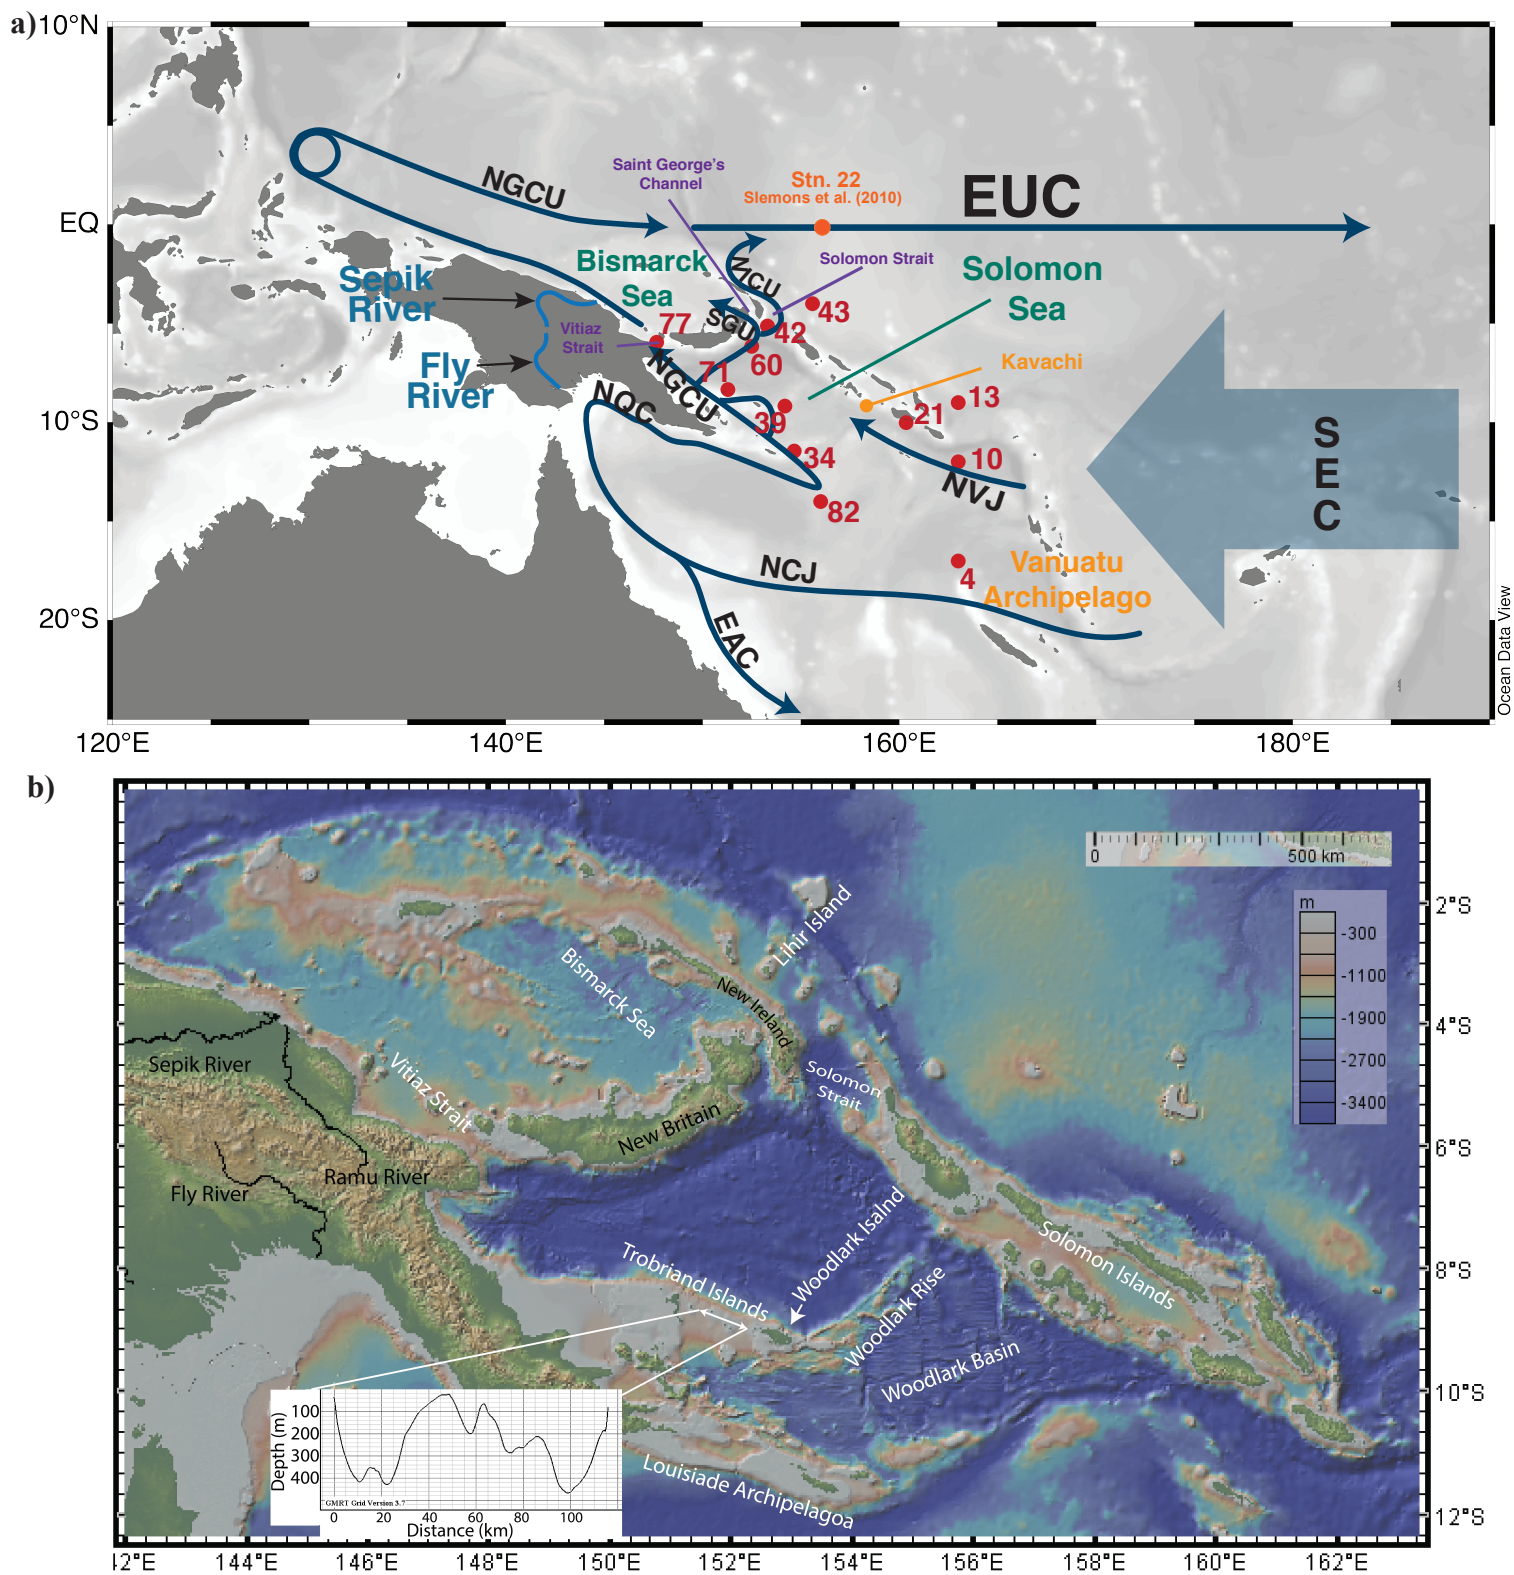 a)
10°N
EQ
10°S
20°S
120°E
140°E
160°E
180°E
Ocean Data View
NGCU
Saint George's
Channel
Stn. 22
Slemons et al. (2010)
EUC
Solomon Strait
Bismarck
Sea
MCU
Solomon
Sea
Sepik
River
Vitiaz
Strait
77
SGU
42
43
60
Kavachi
Fly
River
71
NGCU
NQC
39
13
21
34
10
NVJ
82
S
E
C
NCJ
4
Vanuatu
Archipelago
EAC
b)
0
500 km
m
-300
-1100
-1900
-2700
-3400
2°S
4°S
6°S
8°S
10°S
12°S
Lihir Island
Bismarck Sea
New Ireland
Sepik River
Vitiaz Strait
Solomon
Strait
New Britain
Ramu River
Fly River
Woodlark Isalnd
Trobriand Islands
Solomon Islands
Woodlark Rise
Woodlark Basin
Louisiade Archipelagoa
Depth (m)
100
200
300
400
GMRT Grid Version 3.7
0
20
40
60
80
100
Distance (km)
142°E
144°E
146°E
148°E
150°E
152°E
154°E
156°E
158°E
160°E
162°E